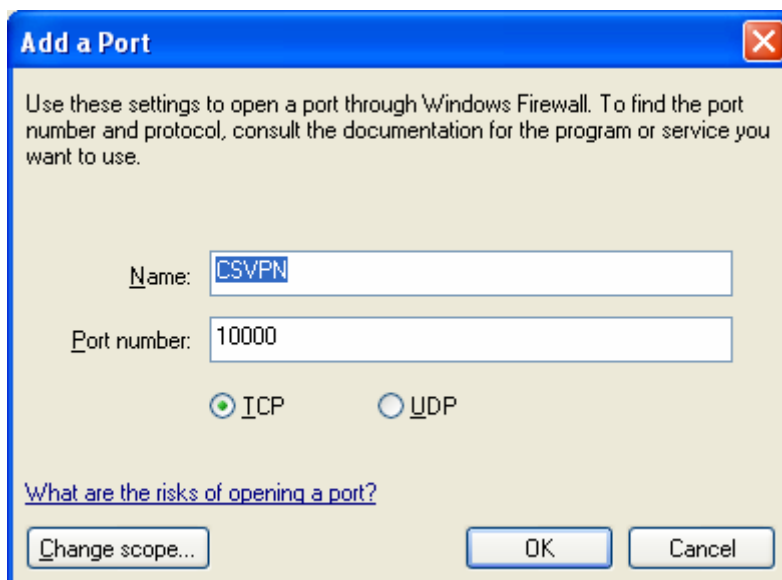 Add a Port
Use these settings to open a port through Windows Firewall. To find the port
number and protocol, consult the documentation for the program or service you
want to use.
Name: CSVPN
Port number: 10000
TCP UDP
What are the risks of opening a port?
Change scope... OK Cancel